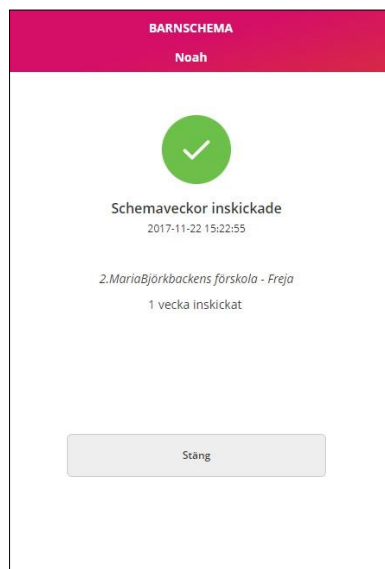 BARNSCHEMA
Noah
Schemaveckor inskickade
2017-11-22 15:22:55
2.MariaBjörkbackens förskola - Freja
1 vecka inskickat
Stäng